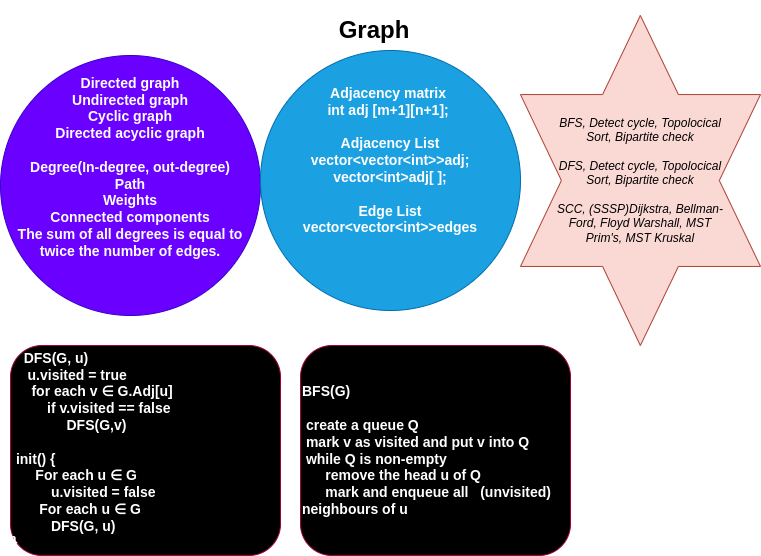 Graph
Directed graph
Undirected graph
Cyclic graph
Directed acyclic graph
Degree(In-degree, out-degree)
Path
Weights
Connected components
The sum of all degrees is equal to
twice the number of edges.
Adjacency matrix
int adj [m+1][n+1];
Adjacency List
vector<vector<int>>adj;
vector<int>adj[ ];
Edge List
vector<vector<int>>edges
BFS, Detect cycle, Topolocical
Sort, Bipartite check
DFS, Detect cycle, Topolocical
Sort, Bipartite check
SCC, (SSSP)Dijkstra, Bellman-
Ford, Floyd Warshall, MST
Prim's, MST Kruskal
DFS(G, u)
u.visited = true
for each v ∈ G.Adj[u]
if v.visited == false
DFS(G,v)
init() {
For each u ∈ G
u.visited = false
For each u ∈ G
DFS(G, u)
BFS(G)
create a queue Q
mark v as visited and put v into Q
while Q is non-empty
remove the head u of Q
mark and enqueue all (unvisited)
neighbours of u